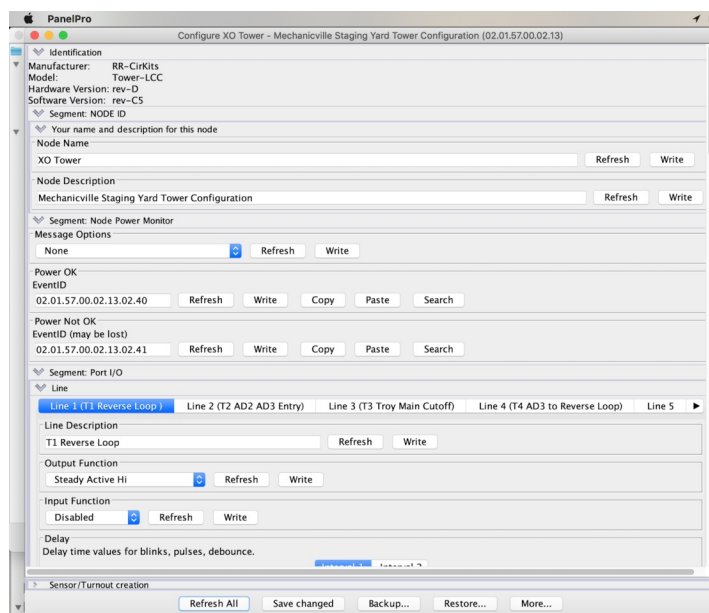 PanelPro
Configure XO Tower - Mechanicville Staging Yard Tower Configuration (02.01.57.00.02.13)
Identification
Manufacturer: RR-CirKits
Model: Tower-LCC
Hardware Version: rev-D
Software Version: rev-C5
Segment: NODE ID
Your name and description for this node
Node Name
XO Tower Refresh Write
Node Description
Mechanicville Staging Yard Tower Configuration Refresh Write
Segment: Node Power Monitor
Message Options
None Refresh Write
Power OK
EventID
02.01.57.00.02.13.02.40 Refresh Write Copy Paste Search
Power Not OK
EventID (may be lost)
02.01.57.00.02.13.02.41 Refresh Write Copy Paste Search
Segment: Port I/O
Line
Line 1 (T1 Reverse Loop ) Line 2 (T2 AD2 AD3 Entry) Line 3 (T3 Troy Main Cutoff) Line 4 (T4 AD3 to Reverse Loop) Line 5
Line Description
T1 Reverse Loop Refresh Write
Output Function
Steady Active Hi Refresh Write
Input Function
Disabled Refresh Write
Delay
Delay time values for blinks, pulses, debounce.
Interval 1 Interval 2
Sensor/Turnout creation
Refresh All Save changed Backup... Restore... More...